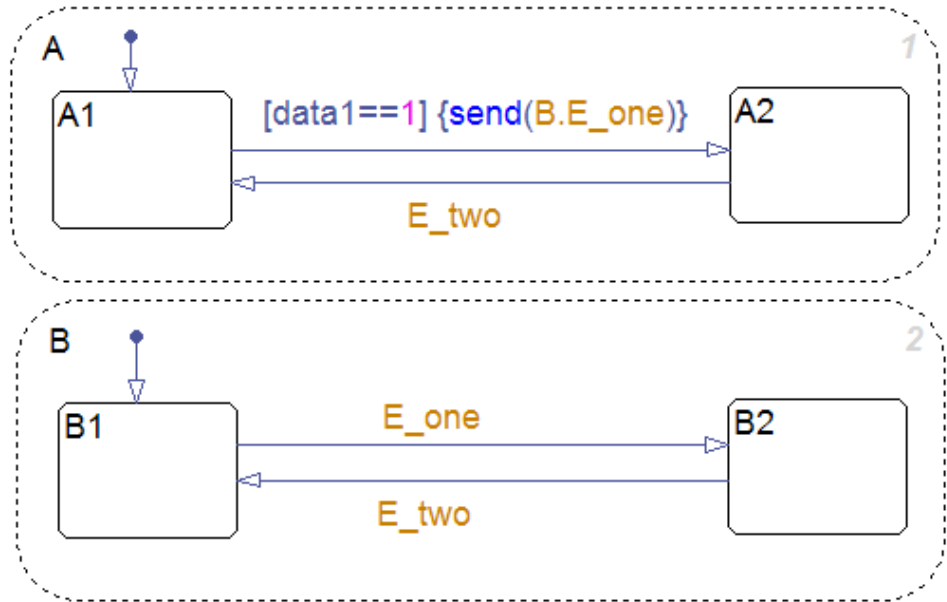 A
1
A1
[data1==1] {send(B.E_one)}
A2
E_two
B
2
B1
E_one
B2
E_two